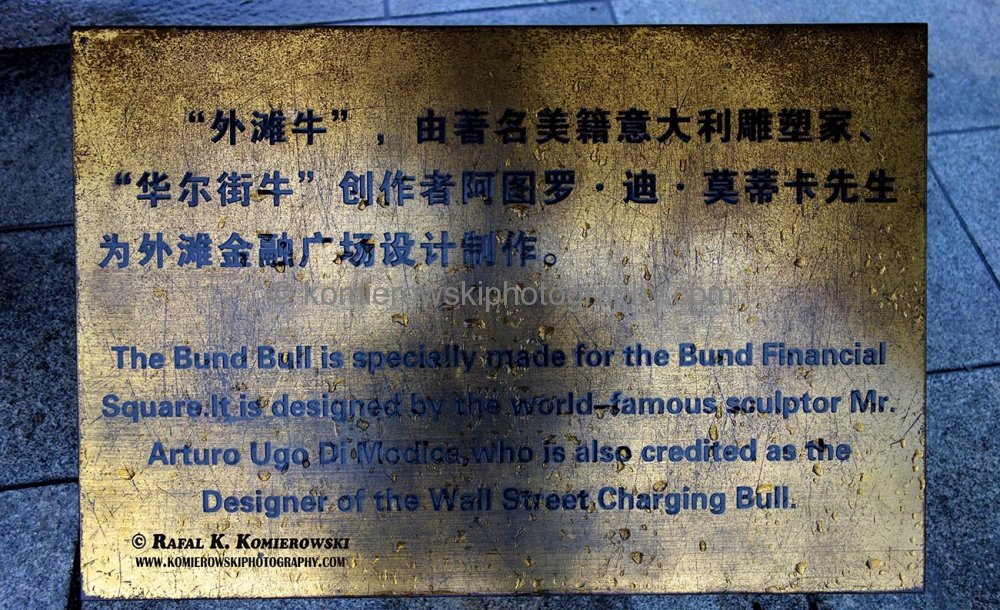 “外滩牛”，由著名美籍意大利雕塑家、
“华尔街牛”创作者阿图罗·迪·莫蒂卡先生
为外滩金融广场设计制作。
© komierowskiphotography.com
The Bund Bull is specially made for the Bund Financial
Square.It is designed by the world-famous sculptor Mr.
Arturo Ugo Di Modica,who is also credited as the
Designer of the Wall Street Charging Bull.
© Rafal K. Komierowski
www.komierowskiphotography.com